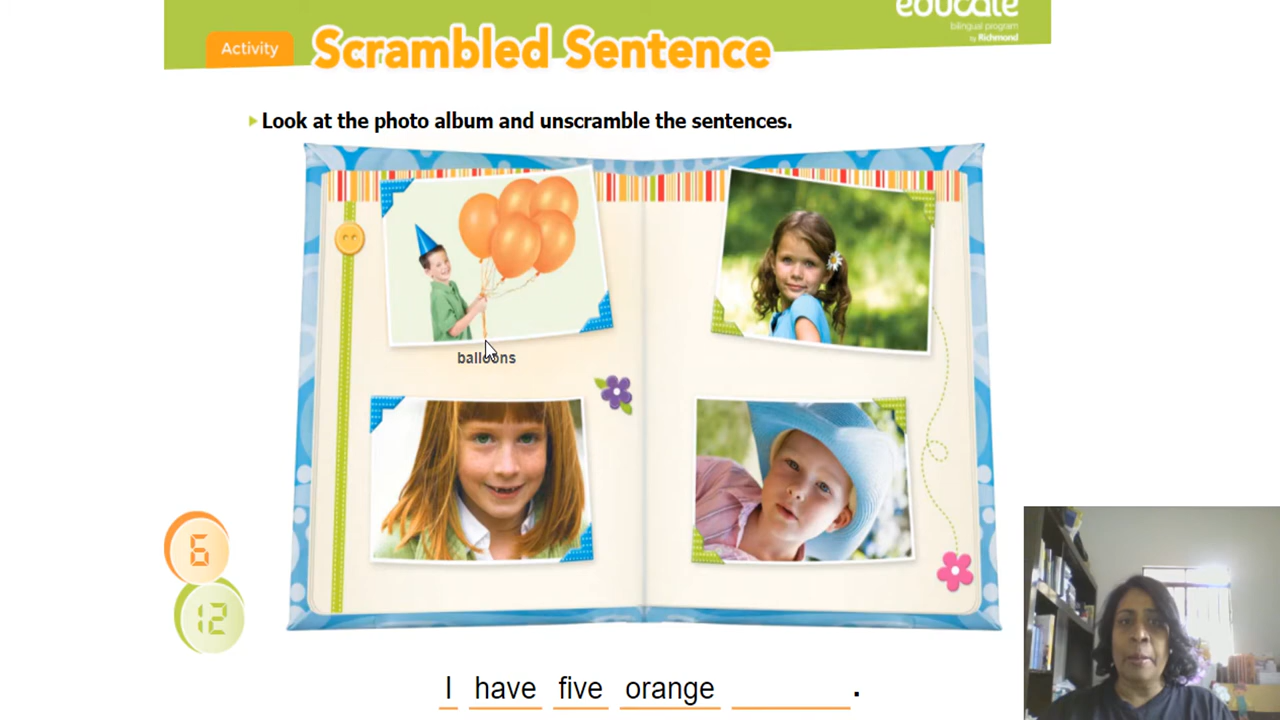 educate
bilingual program
by Richmond
Activity
Scrambled Sentence
Look at the photo album and unscramble the sentences.
balloons
6
12
I have five orange ________ .